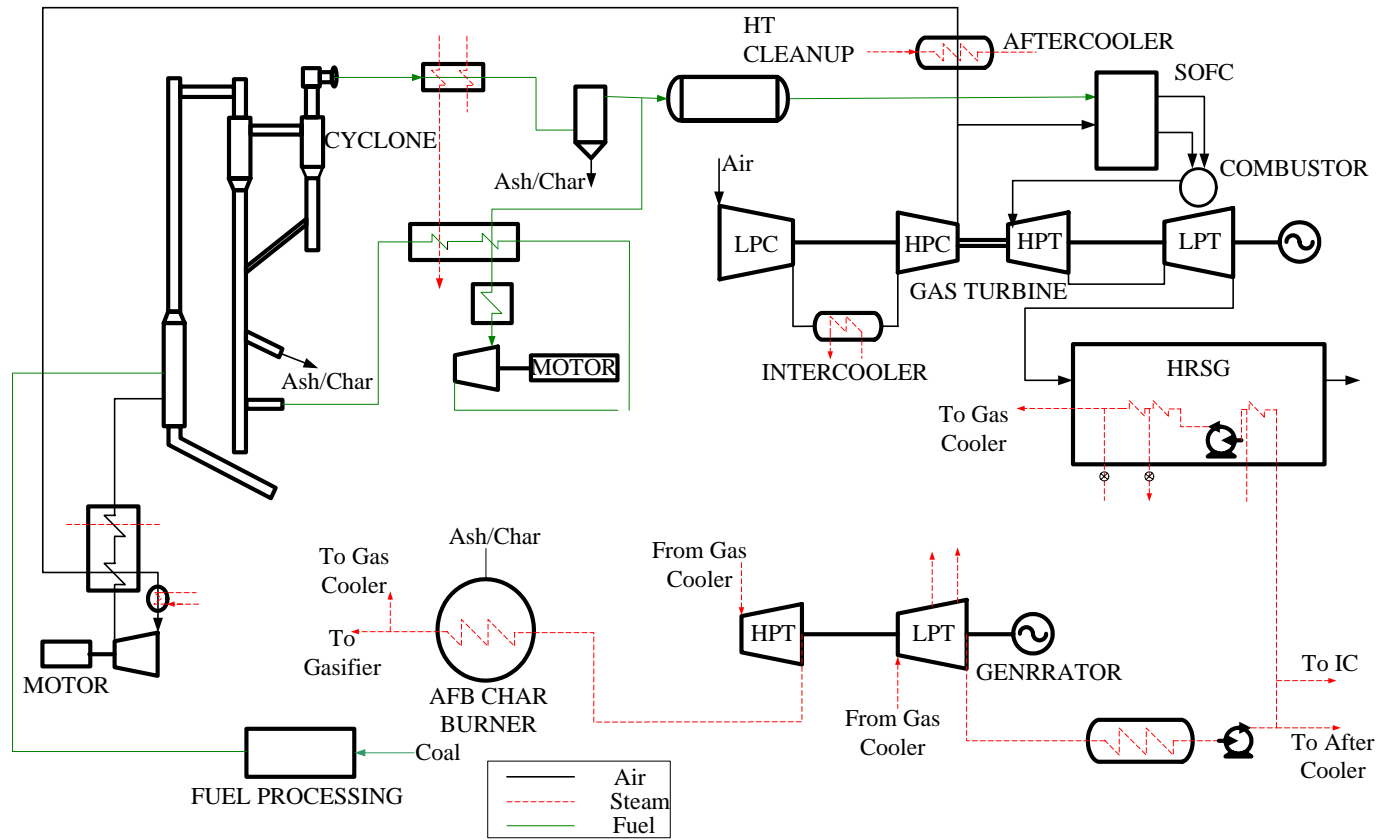 HT
CLEANUP
AFTERCOOLER
SOFC
CYCLONE
Ash/Char
Air
COMBUSTOR
LPC
HPC
HPT
LPT
GAS TURBINE
INTERCOOLER
MOTOR
Ash/Char
HRSG
To Gas
Cooler
Ash/Char
To Gas
Cooler
To
Gasifier
From Gas
Cooler
HPT
LPT
GENRRATOR
To IC
MOTOR
AFB CHAR
BURNER
From Gas
Cooler
To After
Cooler
Coal
FUEL PROCESSING
Air
Steam
Fuel